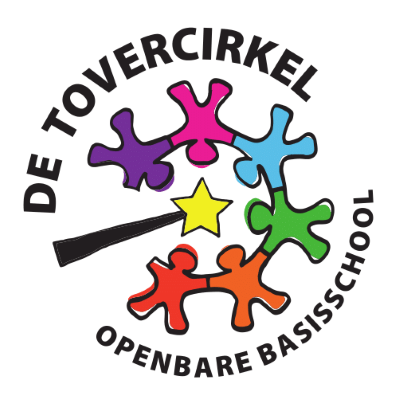 DE TOVERCIRKEL
OPENBARE BASISSCHOOL